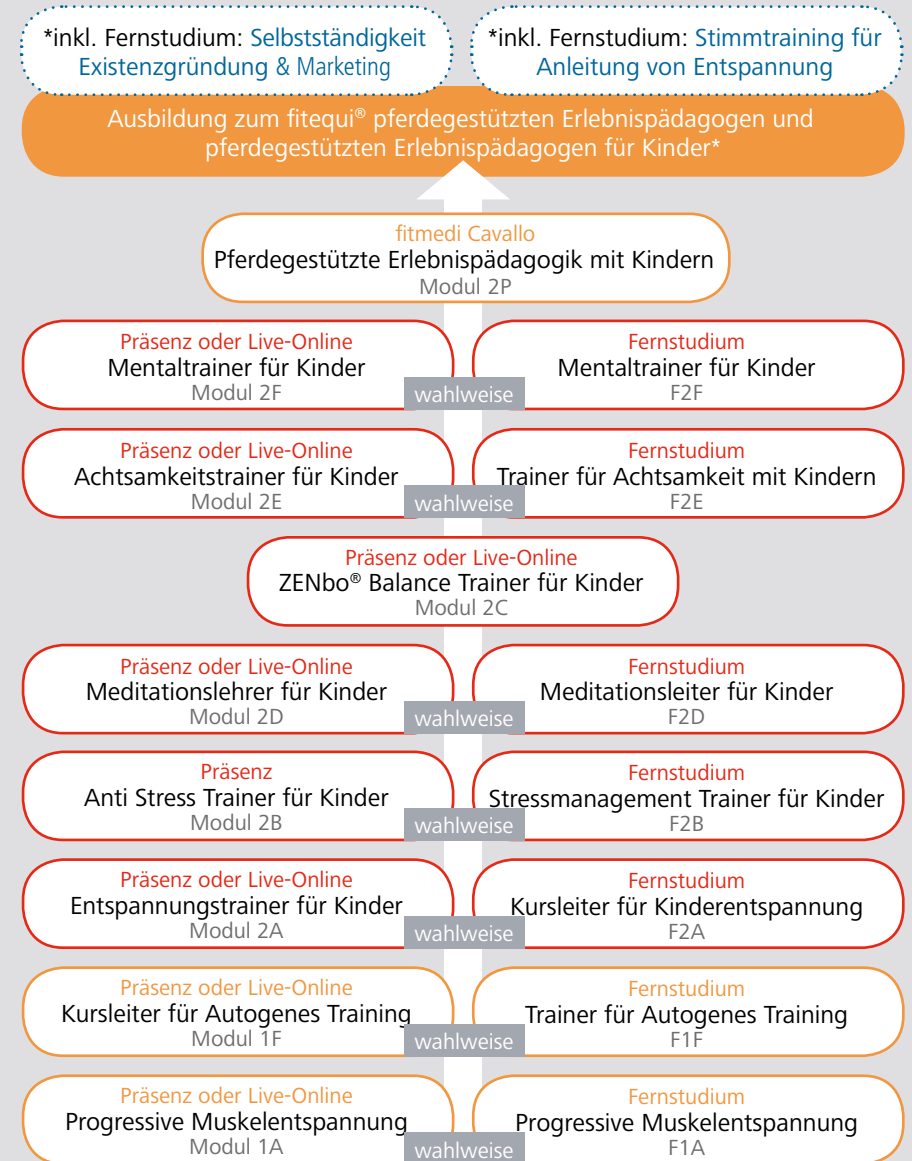 *inkl. Fernstudium: Selbstständigkeit
Existenzgründung & Marketing
*inkl. Fernstudium: Stimmtraining für
Anleitung von Entspannung
Ausbildung zum fitequi® pferdegestützten Erlebnispädagogen und
pferdegestützten Erlebnispädagogen für Kinder*
fitmedi Cavallo
Pferdegestützte Erlebnispädagogik mit Kindern
Modul 2P
Präsenz oder Live-Online
Mentaltrainer für Kinder
Modul 2F
wahlweise
Fernstudium
Mentaltrainer für Kinder
F2F
Präsenz oder Live-Online
Achtsamkeitstrainer für Kinder
Modul 2E
wahlweise
Fernstudium
Trainer für Achtsamkeit mit Kindern
F2E
Präsenz oder Live-Online
ZENbo® Balance Trainer für Kinder
Modul 2C
Präsenz oder Live-Online
Meditationslehrer für Kinder
Modul 2D
wahlweise
Fernstudium
Meditationsleiter für Kinder
F2D
Präsenz
Anti Stress Trainer für Kinder
Modul 2B
wahlweise
Fernstudium
Stressmanagement Trainer für Kinder
F2B
Präsenz oder Live-Online
Entspannungstrainer für Kinder
Modul 2A
wahlweise
Fernstudium
Kursleiter für Kinderentspannung
F2A
Präsenz oder Live-Online
Kursleiter für Autogenes Training
Modul 1F
wahlweise
Fernstudium
Trainer für Autogenes Training
F1F
Präsenz oder Live-Online
Progressive Muskelentspannung
Modul 1A
wahlweise
Fernstudium
Progressive Muskelentspannung
F1A